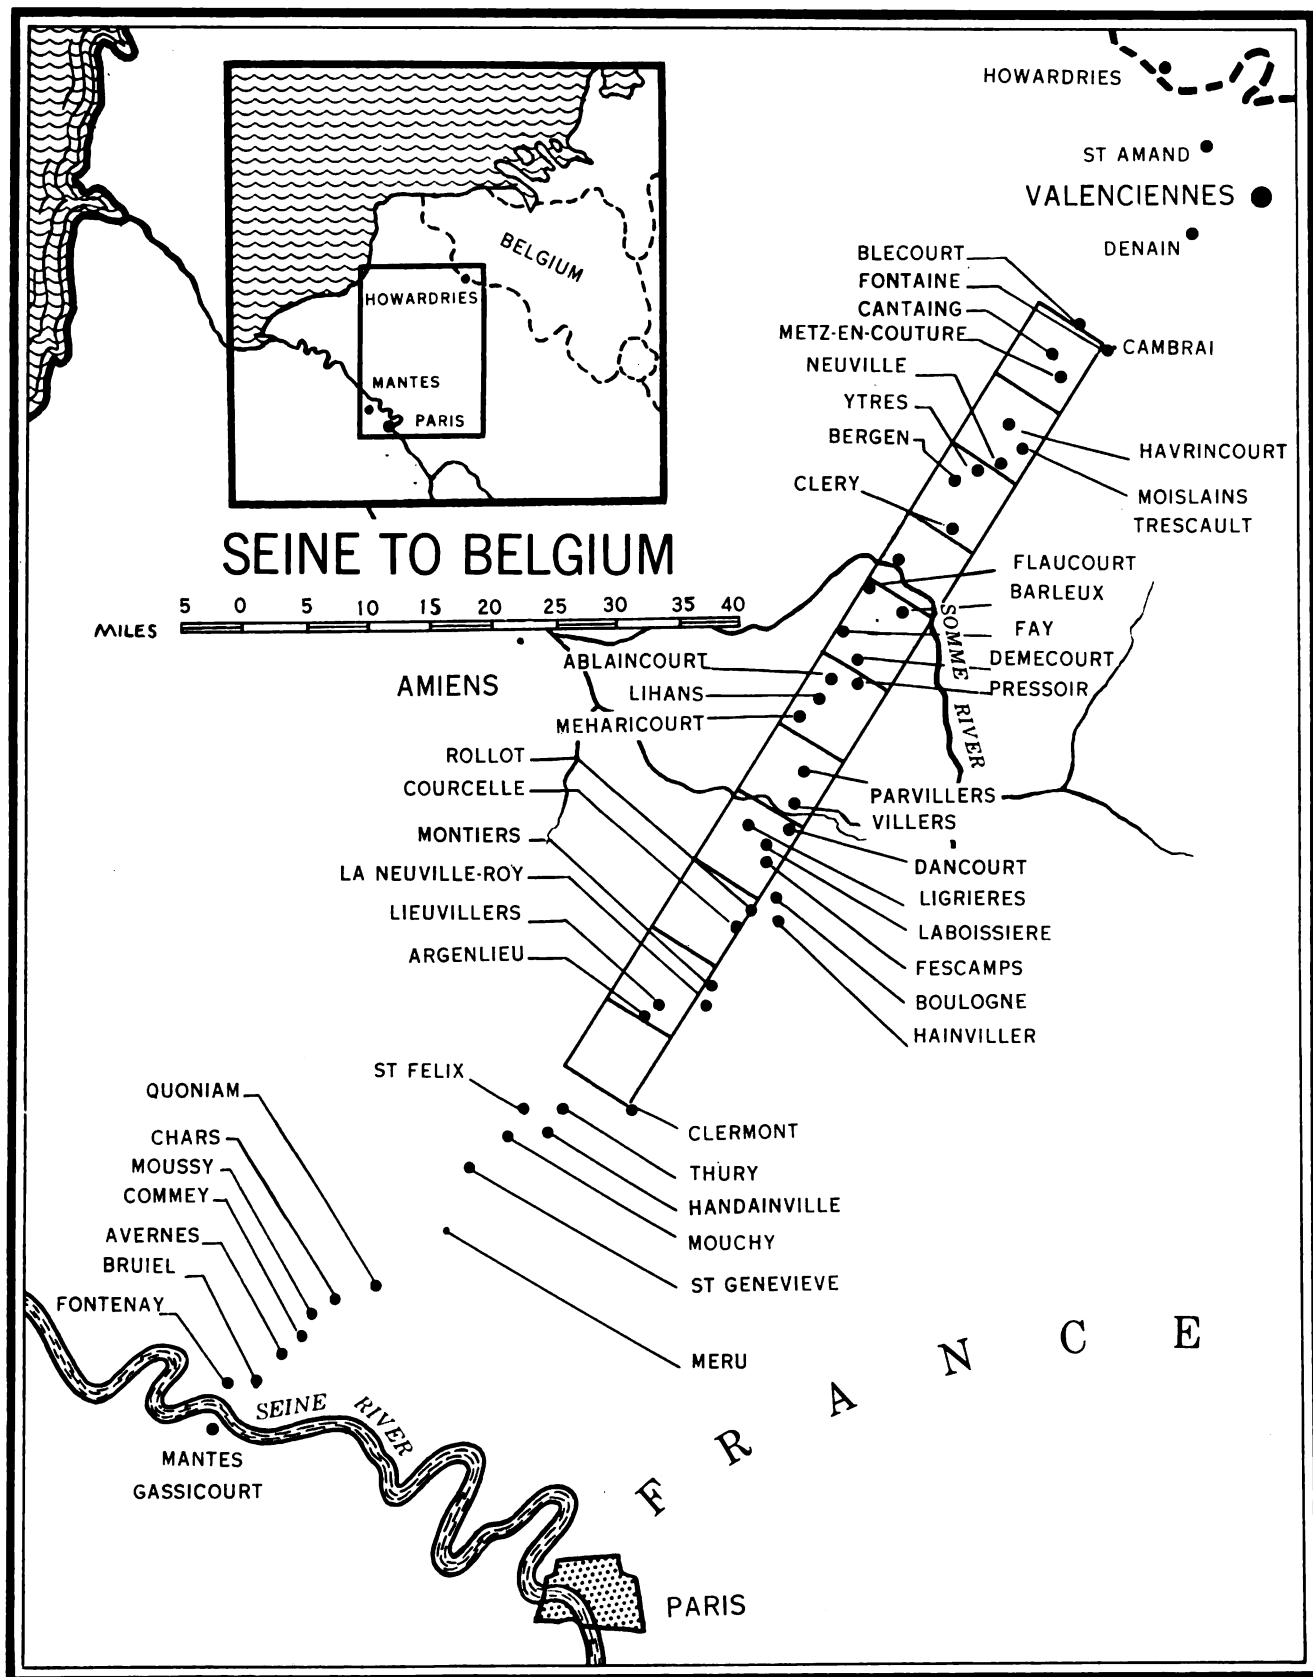 HOWARDRIES
ST AMAND
VALENCIENNES
DENAIN
BELGIUM
HOWARDRIES
MANTES
PARIS
BLECOURT
FONTAINE
CANTAING
METZ-EN-COUTURE
NEUVILLE
YTRES
BERGEN
CLERY
CAMBRAI
HAVRINCOURT
MOISLAINS
TRESCAULT
SEINE TO BELGIUM
5 0 5 10 15 20 25 30 35 40
MILES
FLAUCOURT
BARLEUX
FAY
DEMECOURT
PRESSOIR
SOMME RIVER
AMIENS
ABLAINCOURT
LIHANS
MEHARICOURT
ROLLOT
COURCELLE
MONTIERS
LA NEUVILLE-ROY
LIEUVILLERS
ARGENLIEU
PARVILLERS
VILLERS
DANCOURT
LIGRIERES
LABOISSIERE
FESCAMPS
BOULOGNE
HAINVILLER
ST FELIX
QUONIAM
CHARS
MOUSSY
COMMEY
AVERNES
BRUIEL
FONTENAY
CLERMONT
THURY
HANDAINVILLE
MOUCHY
ST GENEVIEVE
MERU
SEINE RIVER
MANTES
GASSICOURT
FRANCE
PARIS